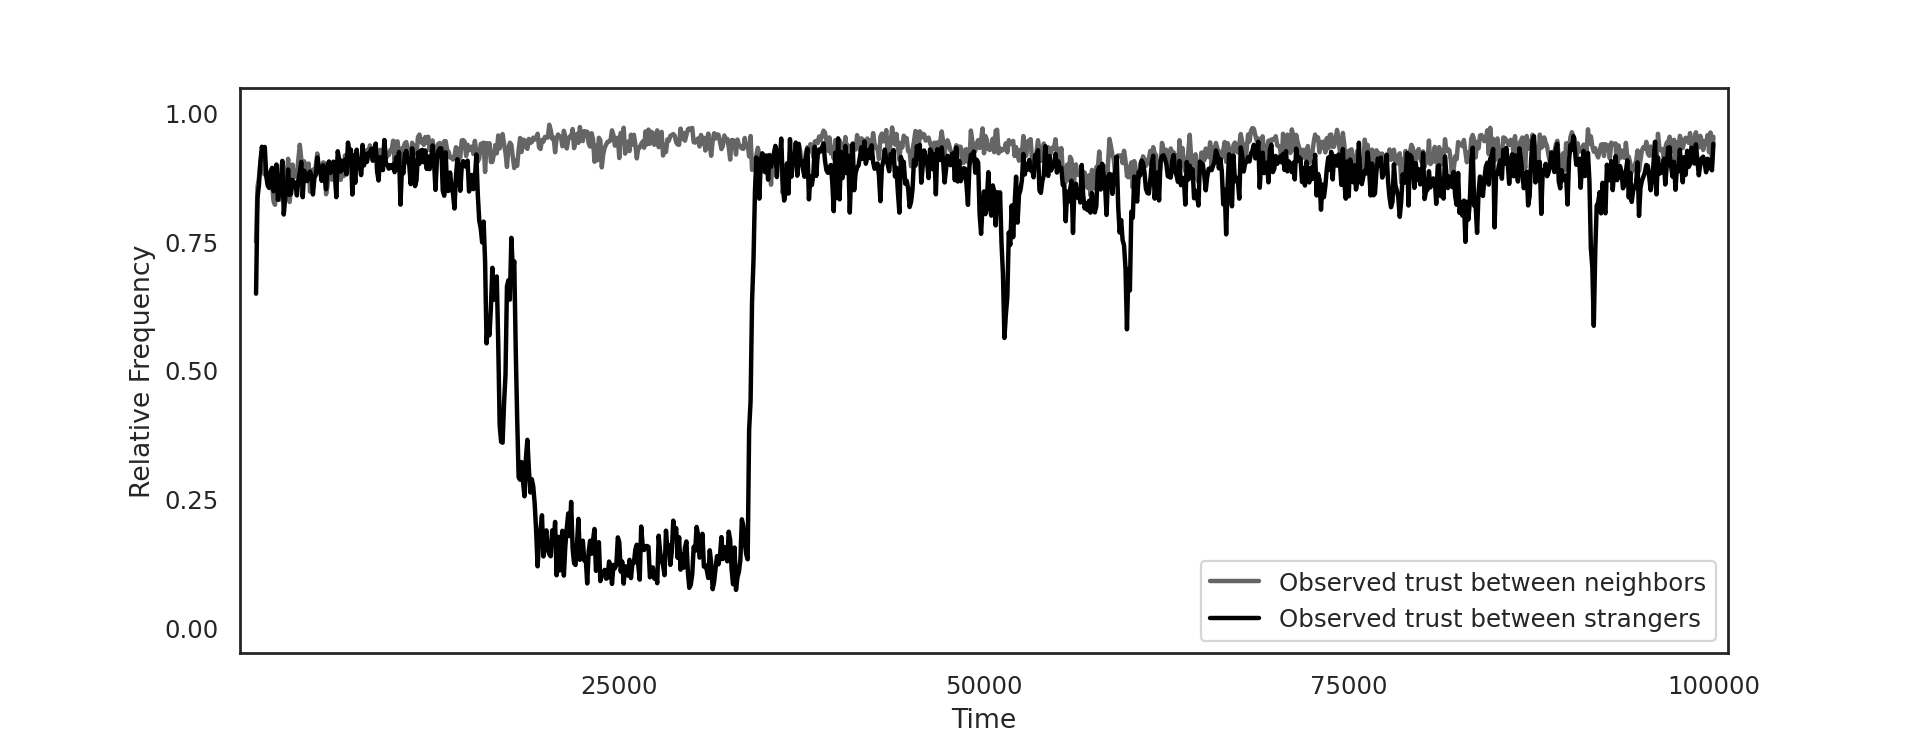 1.00
0.75
0.50
0.25
0.00
Relative Frequency
25000
50000
75000
100000
Time
Observed trust between neighbors
Observed trust between strangers